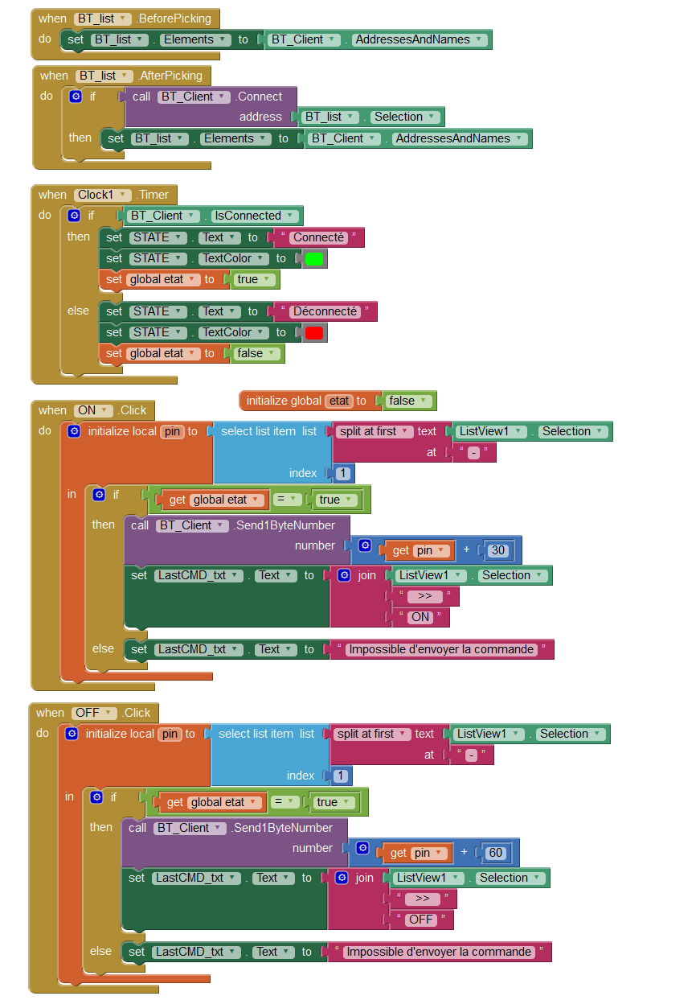 when BT_list .BeforePicking
do set BT_list . Elements to BT_Client . AddressesAndNames
when BT_list .AfterPicking
do if call BT_Client .Connect
address BT_list . Selection
then set BT_list . Elements to BT_Client . AddressesAndNames
when Clock1 .Timer
do if BT_Client . IsConnected
then set STATE . Text to “ Connecté ”
set STATE . TextColor to
set global etat to true
else set STATE . Text to “ Déconnecté ”
set STATE . TextColor to
set global etat to false
initialize global etat to false
when ON .Click
do initialize local pin to select list item list split at first text ListView1 . Selection
at “ - ”
index 1
in if get global etat = true
then call BT_Client .Send1ByteNumber
number get pin + 30
set LastCMD_txt . Text to join ListView1 . Selection
“ >> ”
“ ON ”
else set LastCMD_txt . Text to “ Impossible d'envoyer la commande ”
when OFF .Click
do initialize local pin to select list item list split at first text ListView1 . Selection
at “ - ”
index 1
in if get global etat = true
then call BT_Client .Send1ByteNumber
number get pin + 60
set LastCMD_txt . Text to join ListView1 . Selection
“ >> ”
“ OFF ”
else set LastCMD_txt . Text to “ Impossible d'envoyer la commande ”